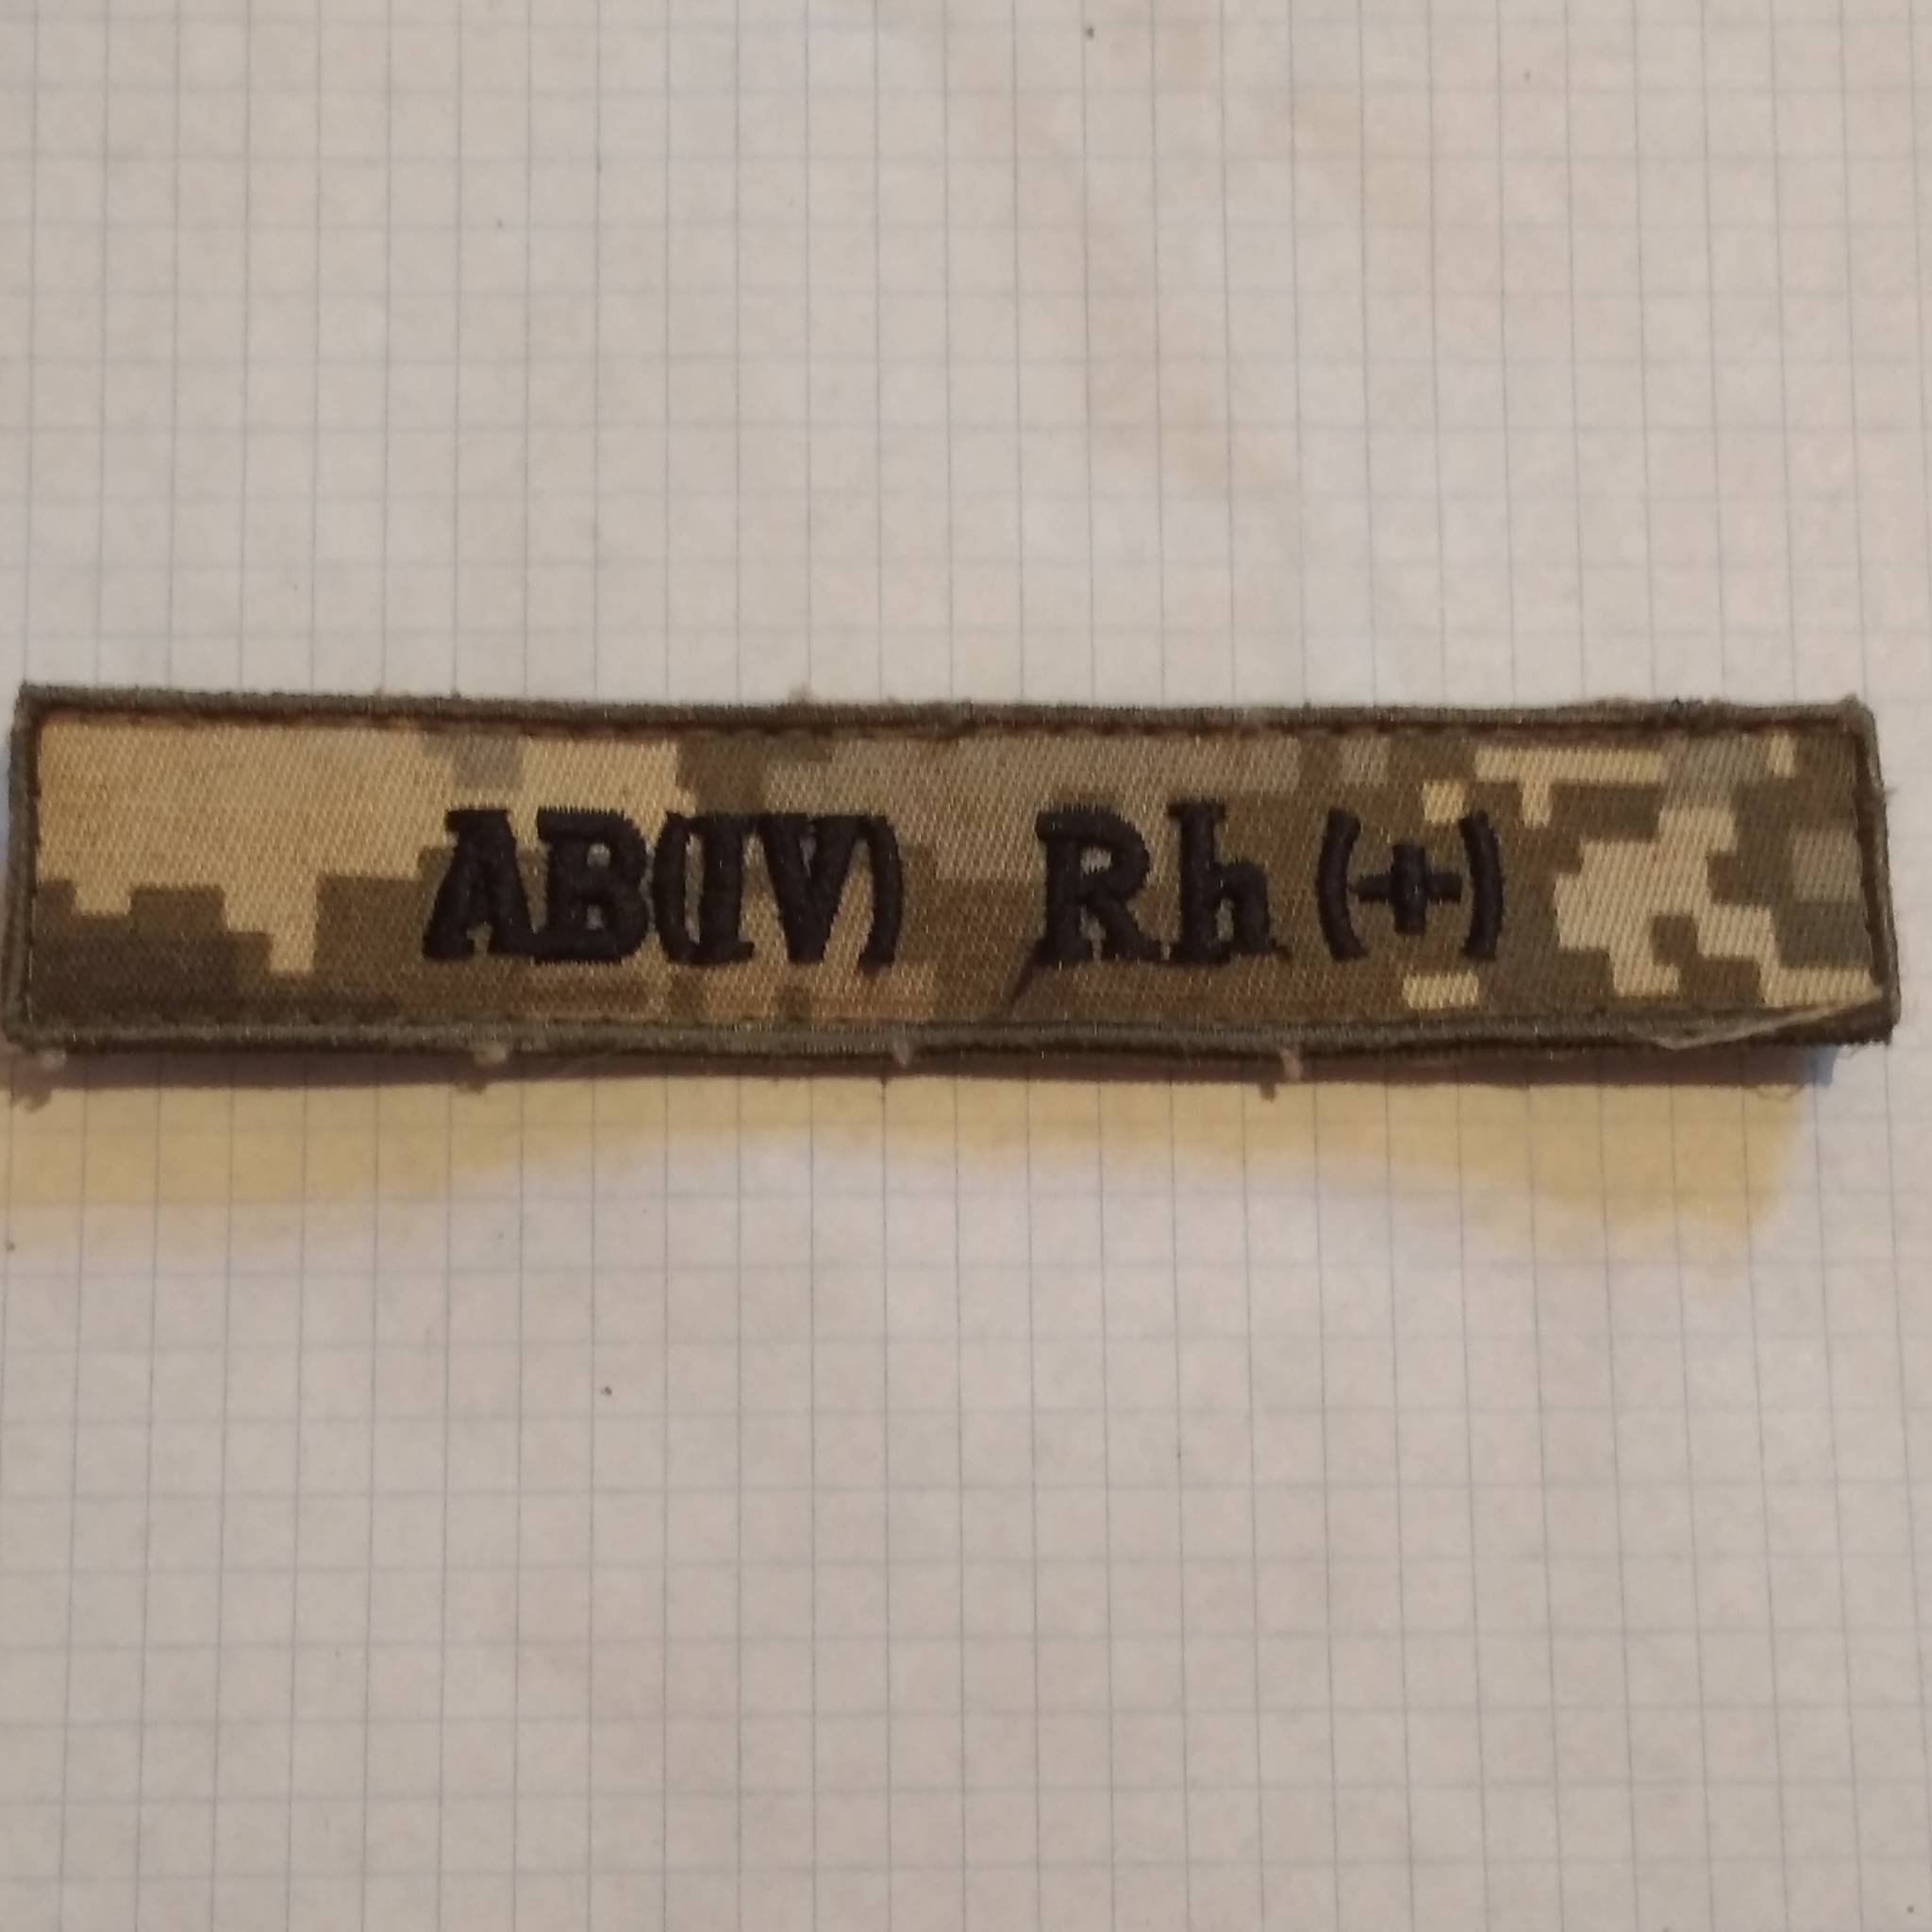 AB(IV) Rh (+)